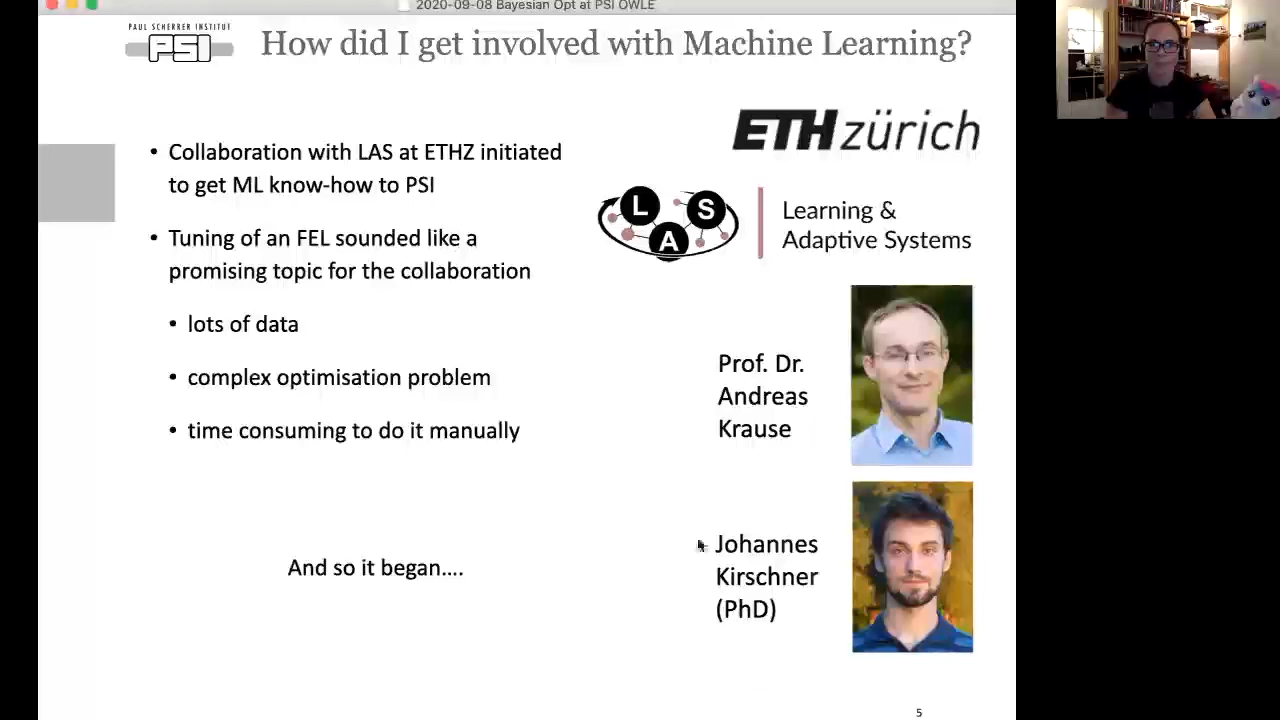 2020-09-08 Bayesian Opt at PSI OWLE
PAUL SCHERRER INSTITUT
PSI
How did I get involved with Machine Learning?
ETH zürich
• Collaboration with LAS at ETHZ initiated
to get ML know-how to PSI
L A S
Learning &
Adaptive Systems
• Tuning of an FEL sounded like a
promising topic for the collaboration
• lots of data
• complex optimisation problem
• time consuming to do it manually
Prof. Dr.
Andreas
Krause
Johannes
Kirschner
(PhD)
And so it began....
5